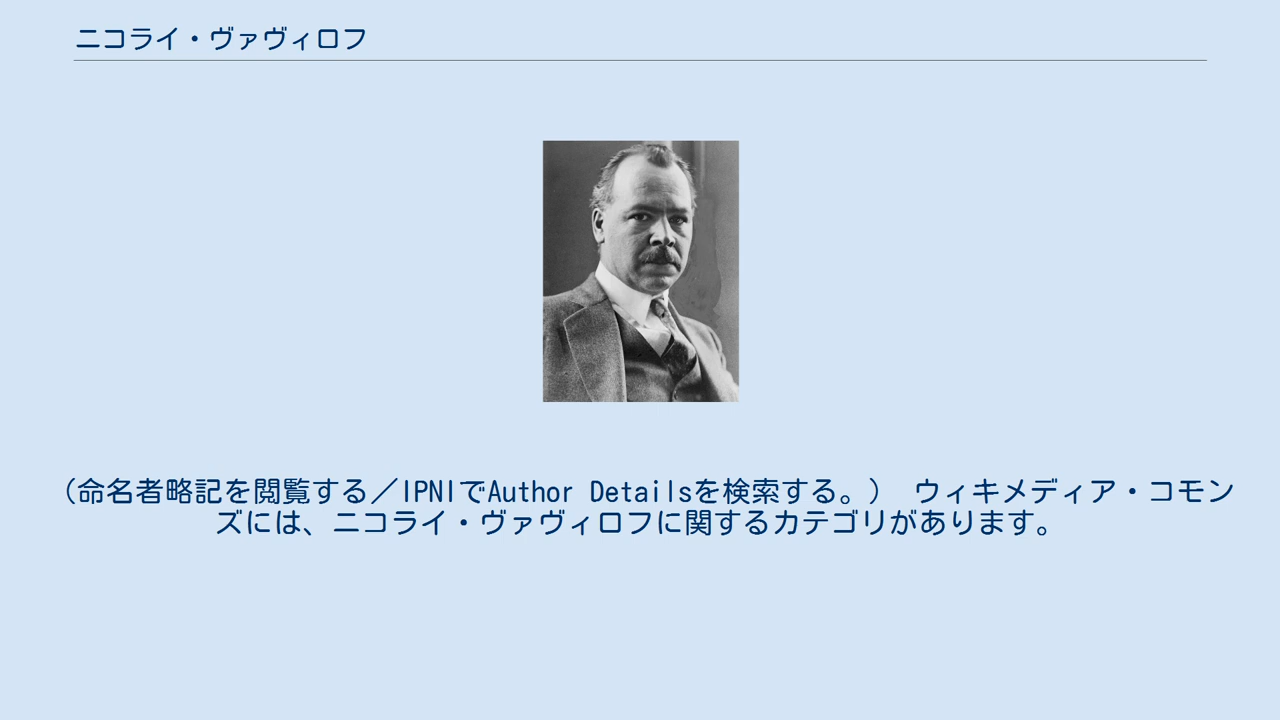 ニコライ・ヴァヴィロフ
（命名者略記を閲覧する／IPNIでAuthor Detailsを検索する。） ウィキメディア・コモン
ズには、ニコライ・ヴァヴィロフに関するカテゴリがあります。